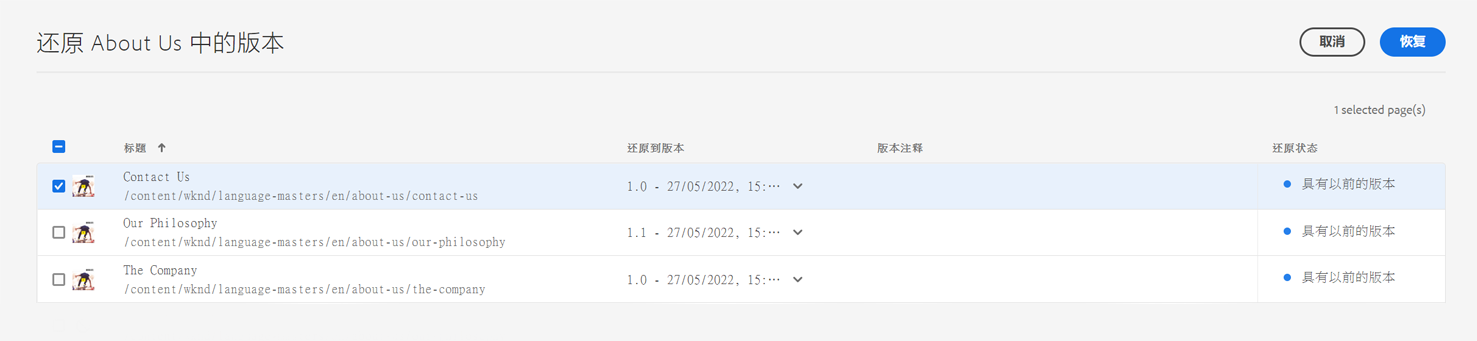 还原 About Us 中的版本
取消
恢复
1 selected page(s)
标题 ↑ 还原到版本 版本注释 还原状态
Contact Us
/content/wknd/language-masters/en/about-us/contact-us
1.0 - 27/05/2022, 15:···
具有以前的版本
Our Philosophy
/content/wknd/language-masters/en/about-us/our-philosophy
1.1 - 27/05/2022, 15:···
具有以前的版本
The Company
/content/wknd/language-masters/en/about-us/the-company
1.0 - 27/05/2022, 15:···
具有以前的版本